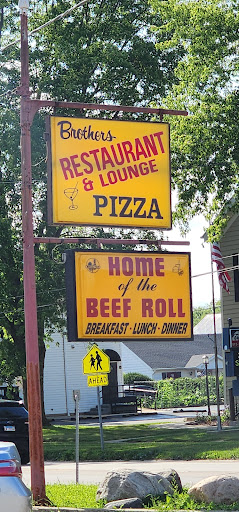 Brothers
RESTAURANT
& LOUNGE
PIZZA
HOME
of the
BEEF ROLL
BREAKFAST · LUNCH · DINNER
AHEAD